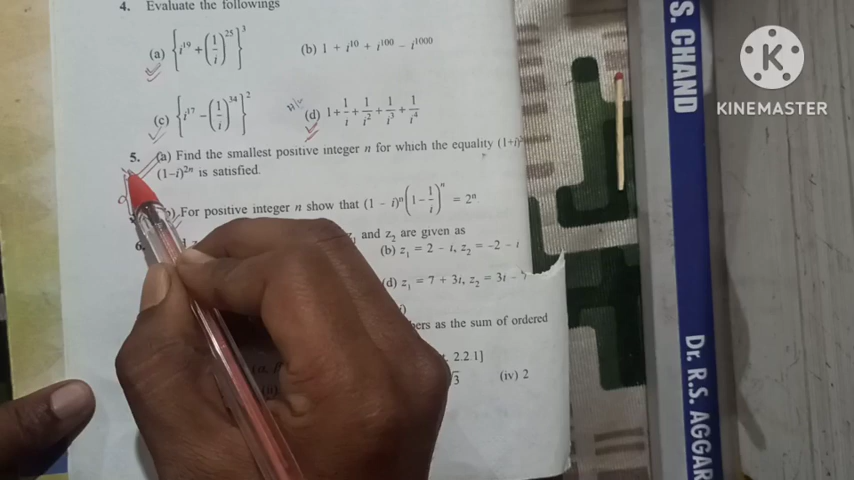 4. Evaluate the followings
(a) {i¹⁹ + (1/i)²⁵}³ (b) 1 + i¹⁰ + i¹⁰⁰ − i¹⁰⁰⁰
(c) {i¹⁷ − (1/i)³⁴}² (d) 1 + 1/i + 1/i² + 1/i³ + 1/i⁴
5. (a) Find the smallest positive integer n for which the equality (1+i)
(1−i)²ⁿ is satisfied.
For positive integer n show that (1 − i)ⁿ (1 − 1/i)ⁿ = 2ⁿ
6. and z₂ are given as
(b) z₁ = 2 − i, z₂ = −2 − i
(d) z₁ = 7 + 3i, z₂ = 3i −
as the sum of ordered
2.2.1]
(iv) 2
S. CHAND
Dr. R.S. AGGAR
K
KINEMASTER